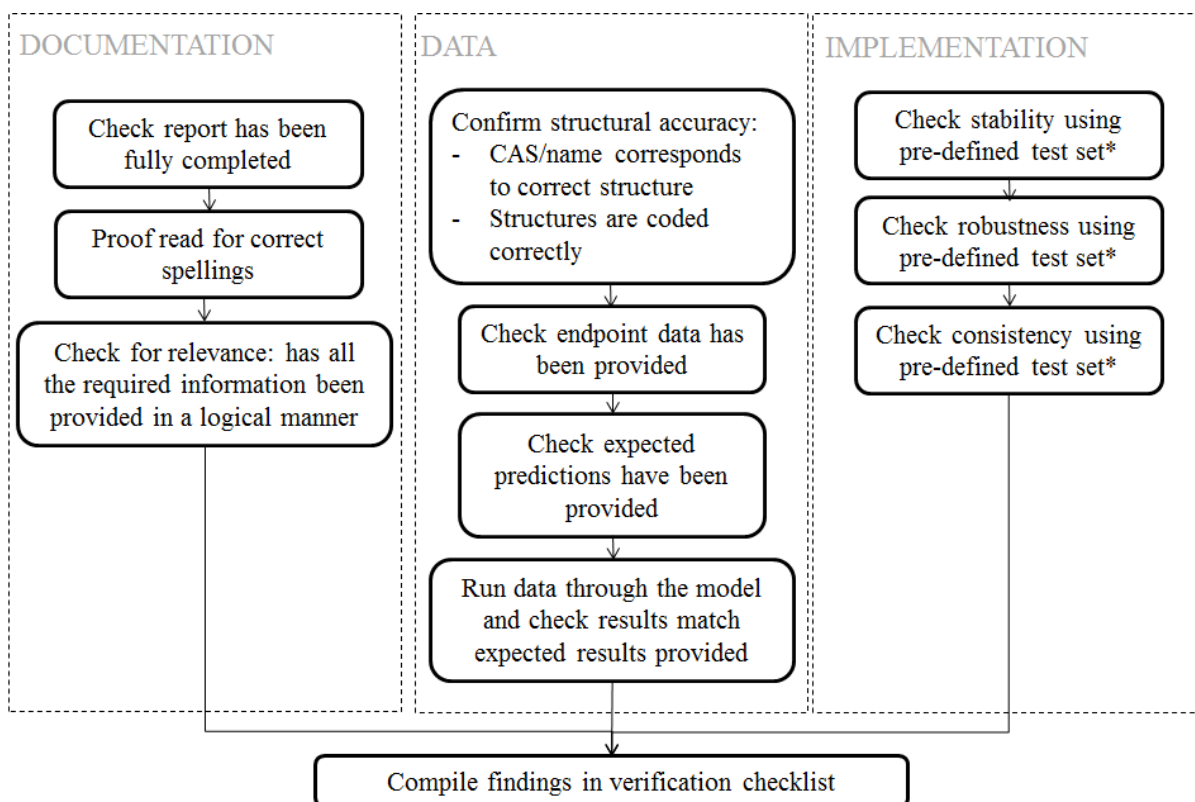 DOCUMENTATION
Check report has been
fully completed
Proof read for correct
spellings
Check for relevance: has all
the required information been
provided in a logical manner
DATA
Confirm structural accuracy:
- CAS/name corresponds
to correct structure
- Structures are coded
correctly
Check endpoint data has
been provided
Check expected
predictions have been
provided
Run data through the model
and check results match
expected results provided
IMPLEMENTATION
Check stability using
pre-defined test set*
Check robustness using
pre-defined test set*
Check consistency using
pre-defined test set*
Compile findings in verification checklist